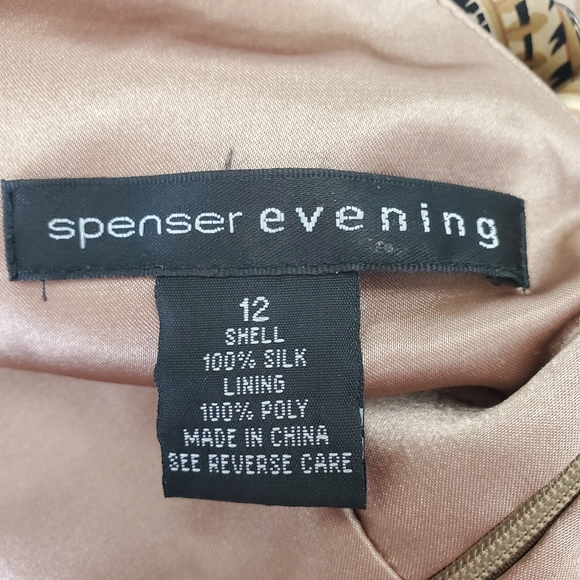 spenser evening
12
SHELL
100% SILK
LINING
100% POLY
MADE IN CHINA
SEE REVERSE CARE